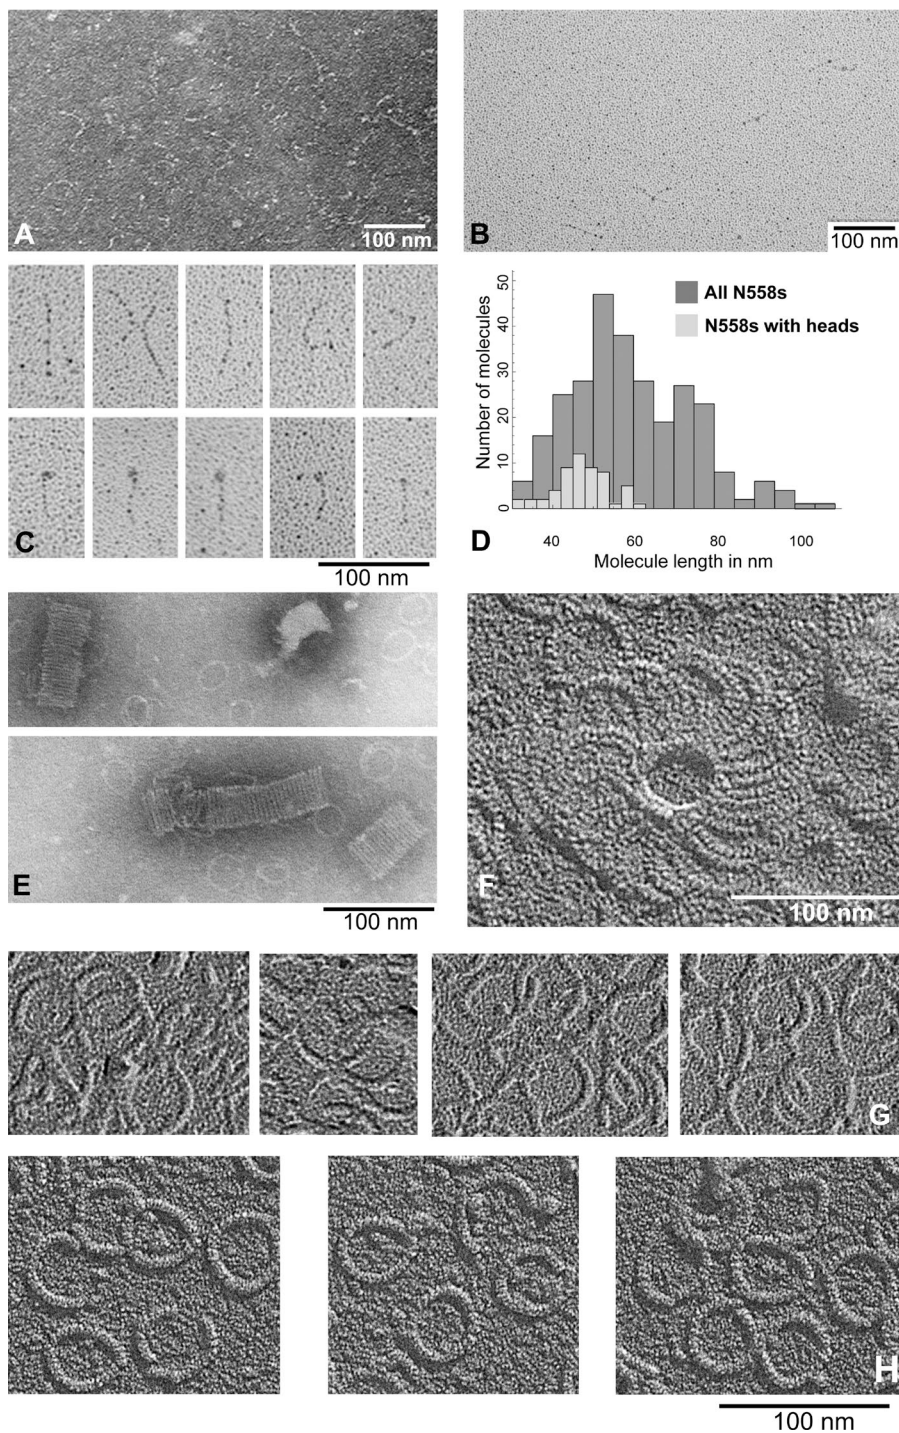 A
100 nm
B
100 nm
C
100 nm
50
40
30
20
10
0
Number of molecules
All N558s
N558s with heads
40
60
80
100
D
Molecule length in nm
E
100 nm
F
100 nm
G
H
100 nm